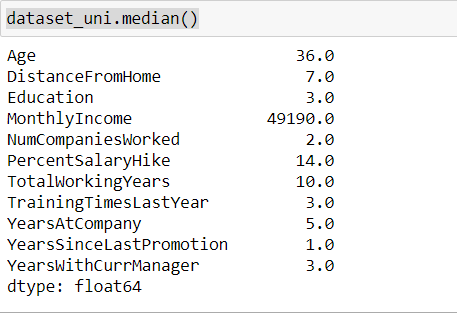 dataset_uni.median()
Age 36.0
DistanceFromHome 7.0
Education 3.0
MonthlyIncome 49190.0
NumCompaniesWorked 2.0
PercentSalaryHike 14.0
TotalWorkingYears 10.0
TrainingTimesLastYear 3.0
YearsAtCompany 5.0
YearsSinceLastPromotion 1.0
YearsWithCurrManager 3.0
dtype: float64